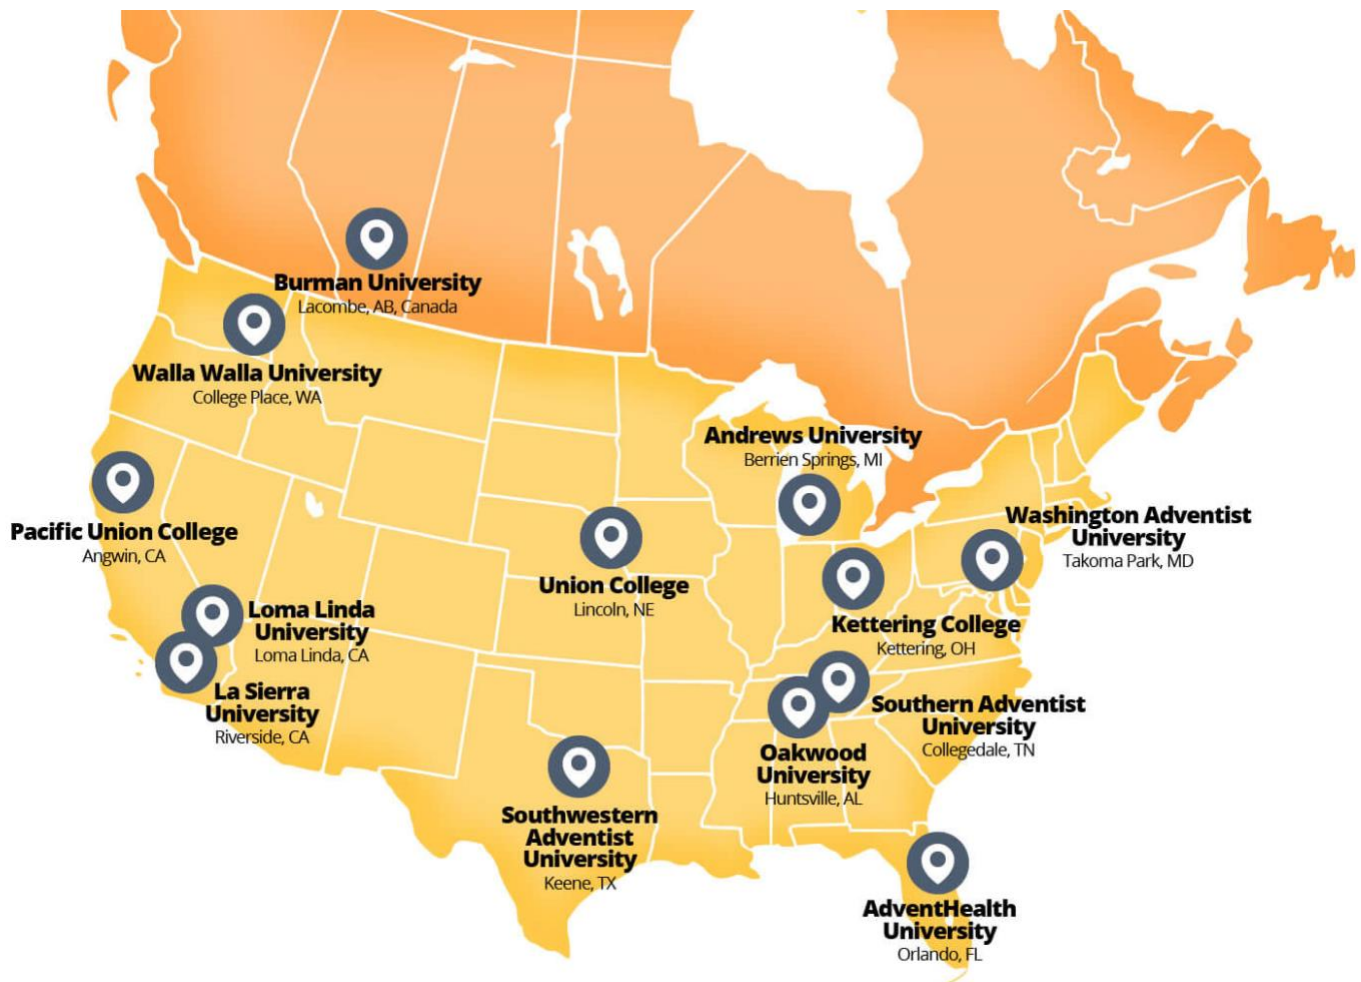 Burman University
Lacombe, AB, Canada
Walla Walla University
College Place, WA
Andrews University
Berrien Springs, MI
Pacific Union College
Angwin, CA
Washington Adventist
University
Takoma Park, MD
Union College
Lincoln, NE
Loma Linda
University
Loma Linda, CA
Kettering College
Kettering, OH
La Sierra
University
Riverside, CA
Southern Adventist
University
Collegedale, TN
Oakwood
University
Huntsville, AL
Southwestern
Adventist
University
Keene, TX
AdventHealth
University
Orlando, FL